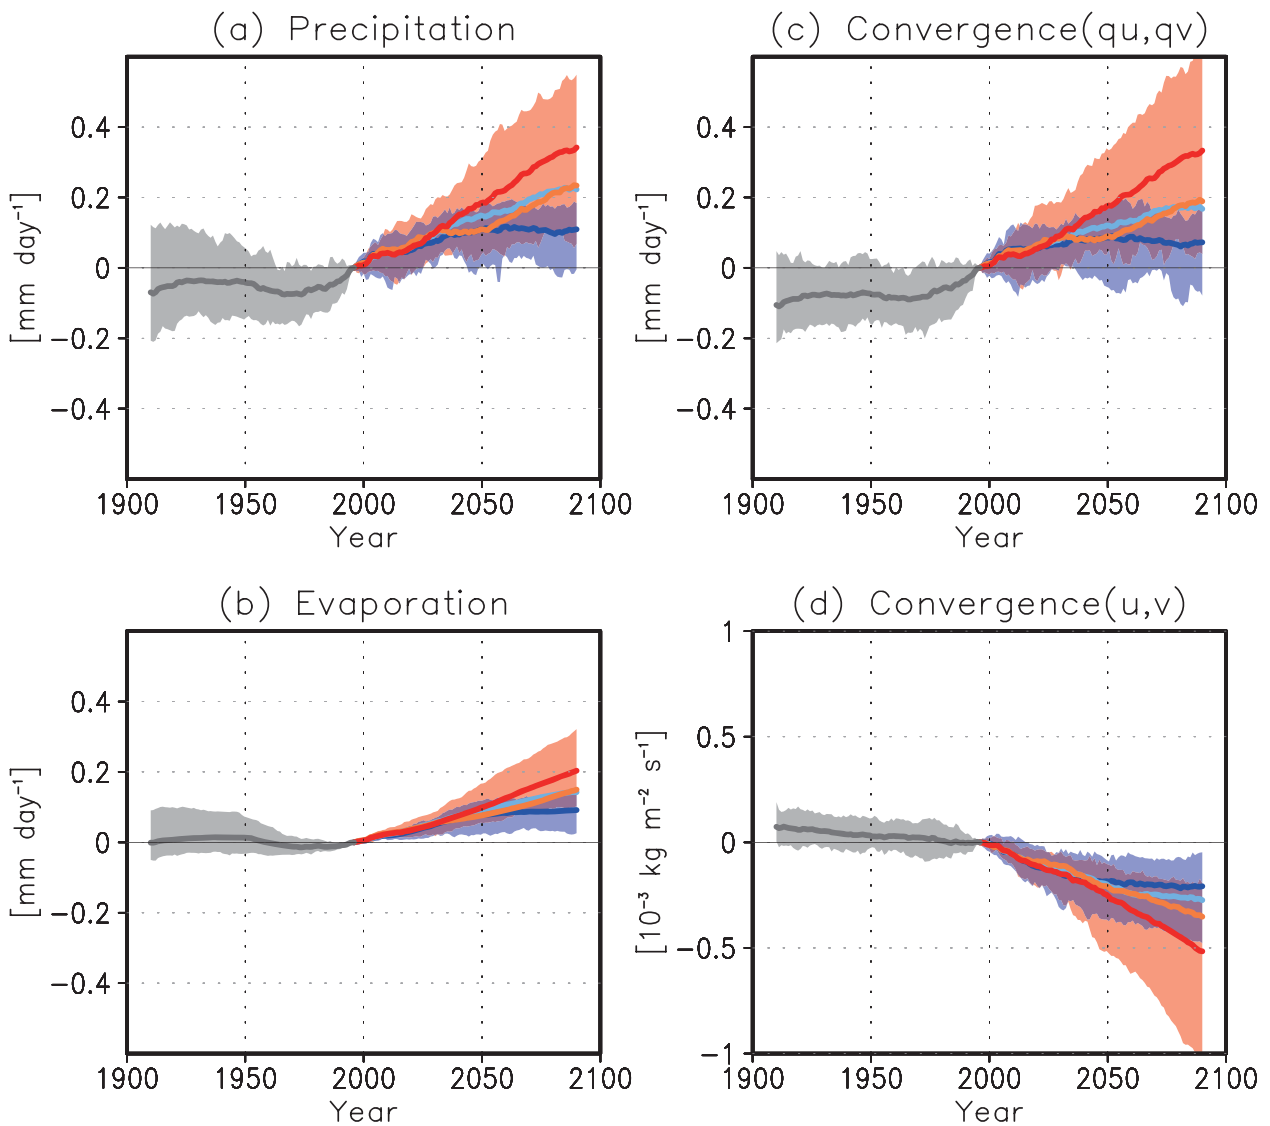 (a) Precipitation
[mm day⁻¹]
0.4
0.2
0
−0.2
−0.4
1900 1950 2000 2050 2100
Year
(c) Convergence(qu,qv)
[mm day⁻¹]
0.4
0.2
0
−0.2
−0.4
1900 1950 2000 2050 2100
Year
(b) Evaporation
[mm day⁻¹]
0.4
0.2
0
−0.2
−0.4
1900 1950 2000 2050 2100
Year
(d) Convergence(u,v)
[10⁻³ kg m⁻² s⁻¹]
1
0.5
0
−0.5
−1
1900 1950 2000 2050 2100
Year